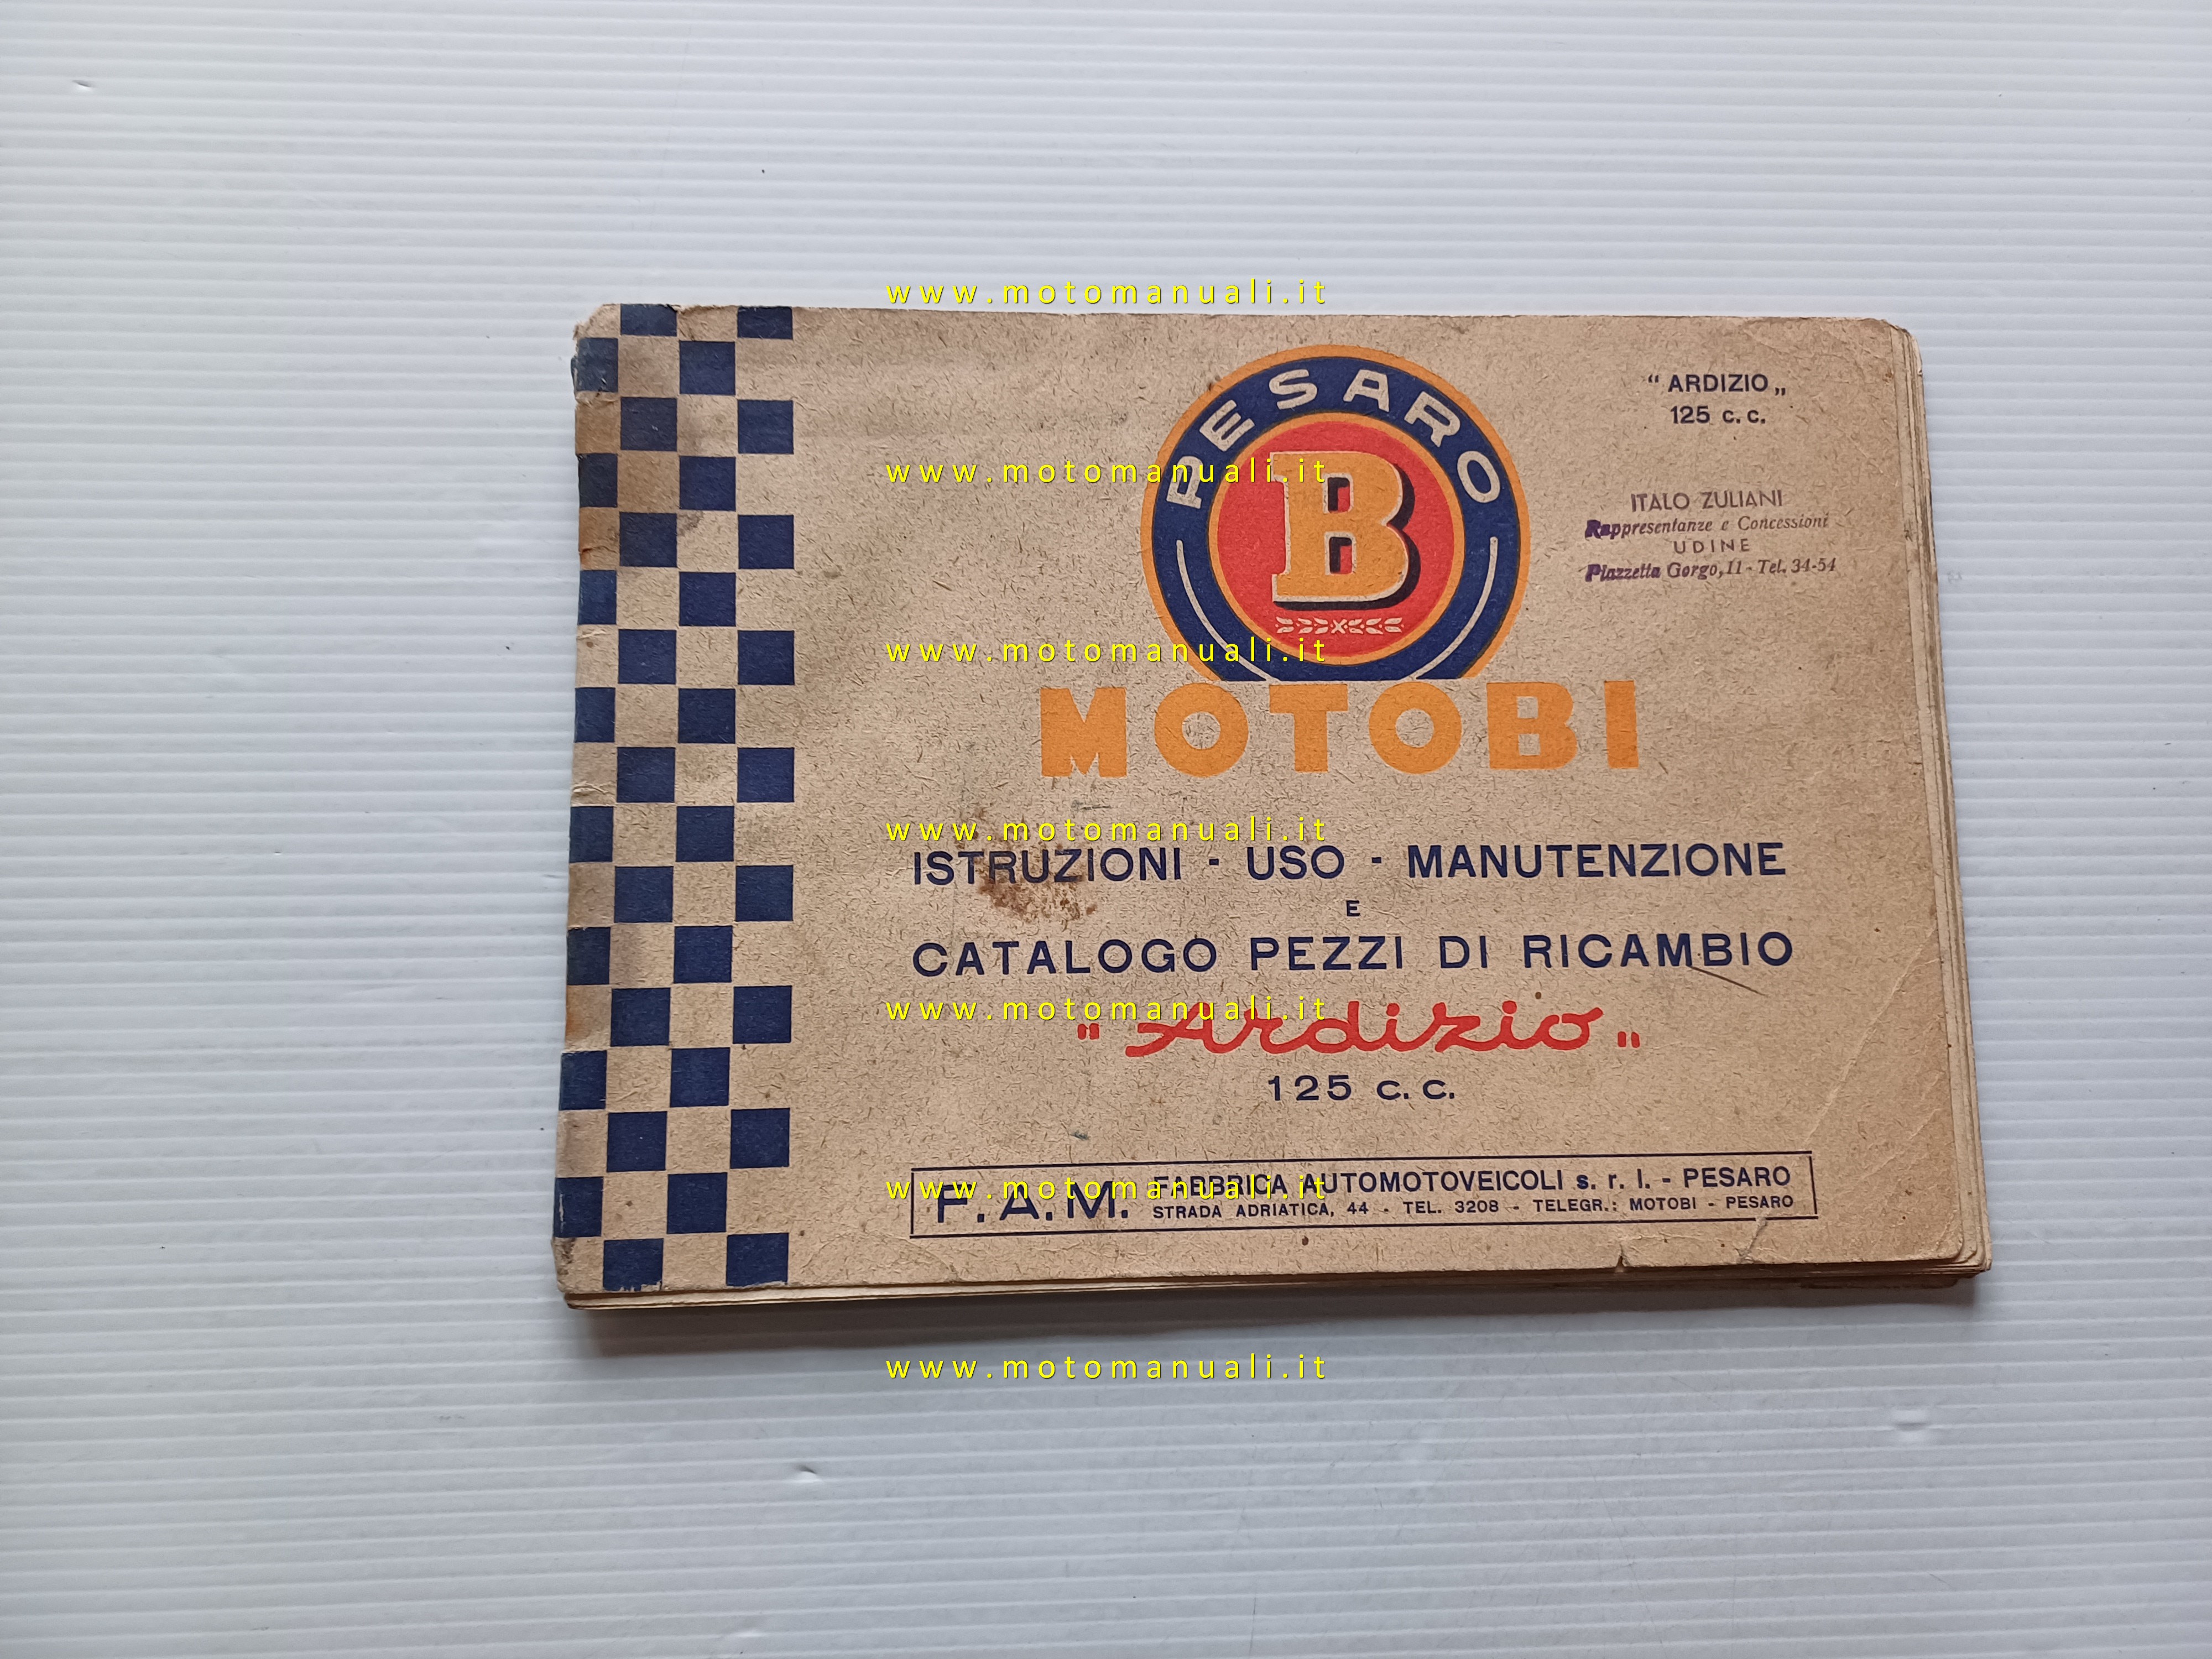 www.motomanuali.it
PESARO
B
MOTOBI
" ARDIZIO „
125 c. c.
ITALO ZULIANI
Rappresentanze e Concessioni
UDINE
Piazzetta Gorgo, 11 - Tel. 34-54
www.motomanuali.it
www.motomanuali.it
www.motomanuali.it
ISTRUZIONI - USO - MANUTENZIONE
E
CATALOGO PEZZI DI RICAMBIO
www.motomanuali.it
" Ardizio „
125 c. c.
www.motomanuali.it
F. A. M. FABBRICA AUTOMOTOVEICOLI s. r. l. - PESARO
STRADA ADRIATICA, 44 - TEL. 3208 - TELEGR.: MOTOBI - PESARO
www.motomanuali.it